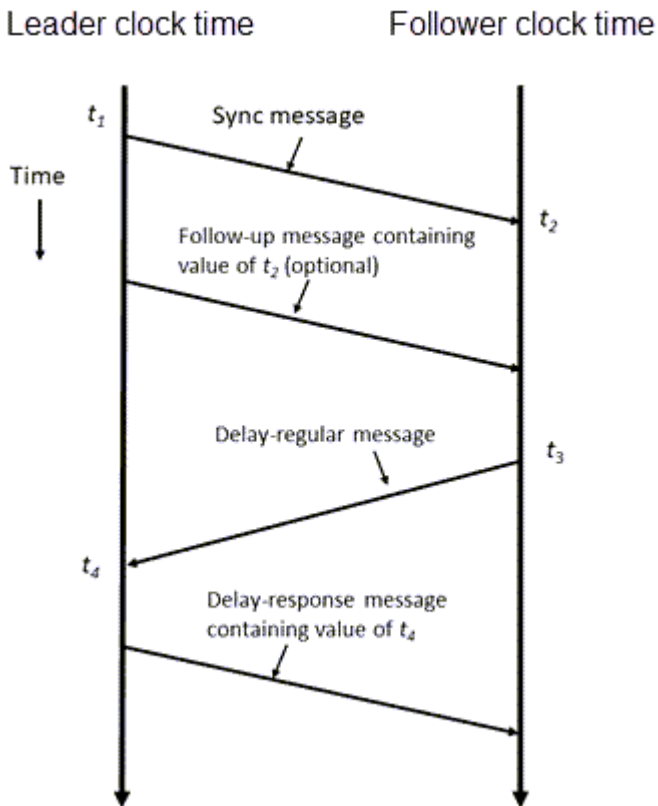 Leader clock time
Follower clock time
t1
Sync message
Time
t2
Follow-up message containing
value of t2 (optional)
Delay-regular message
t3
t4
Delay-response message
containing value of t4